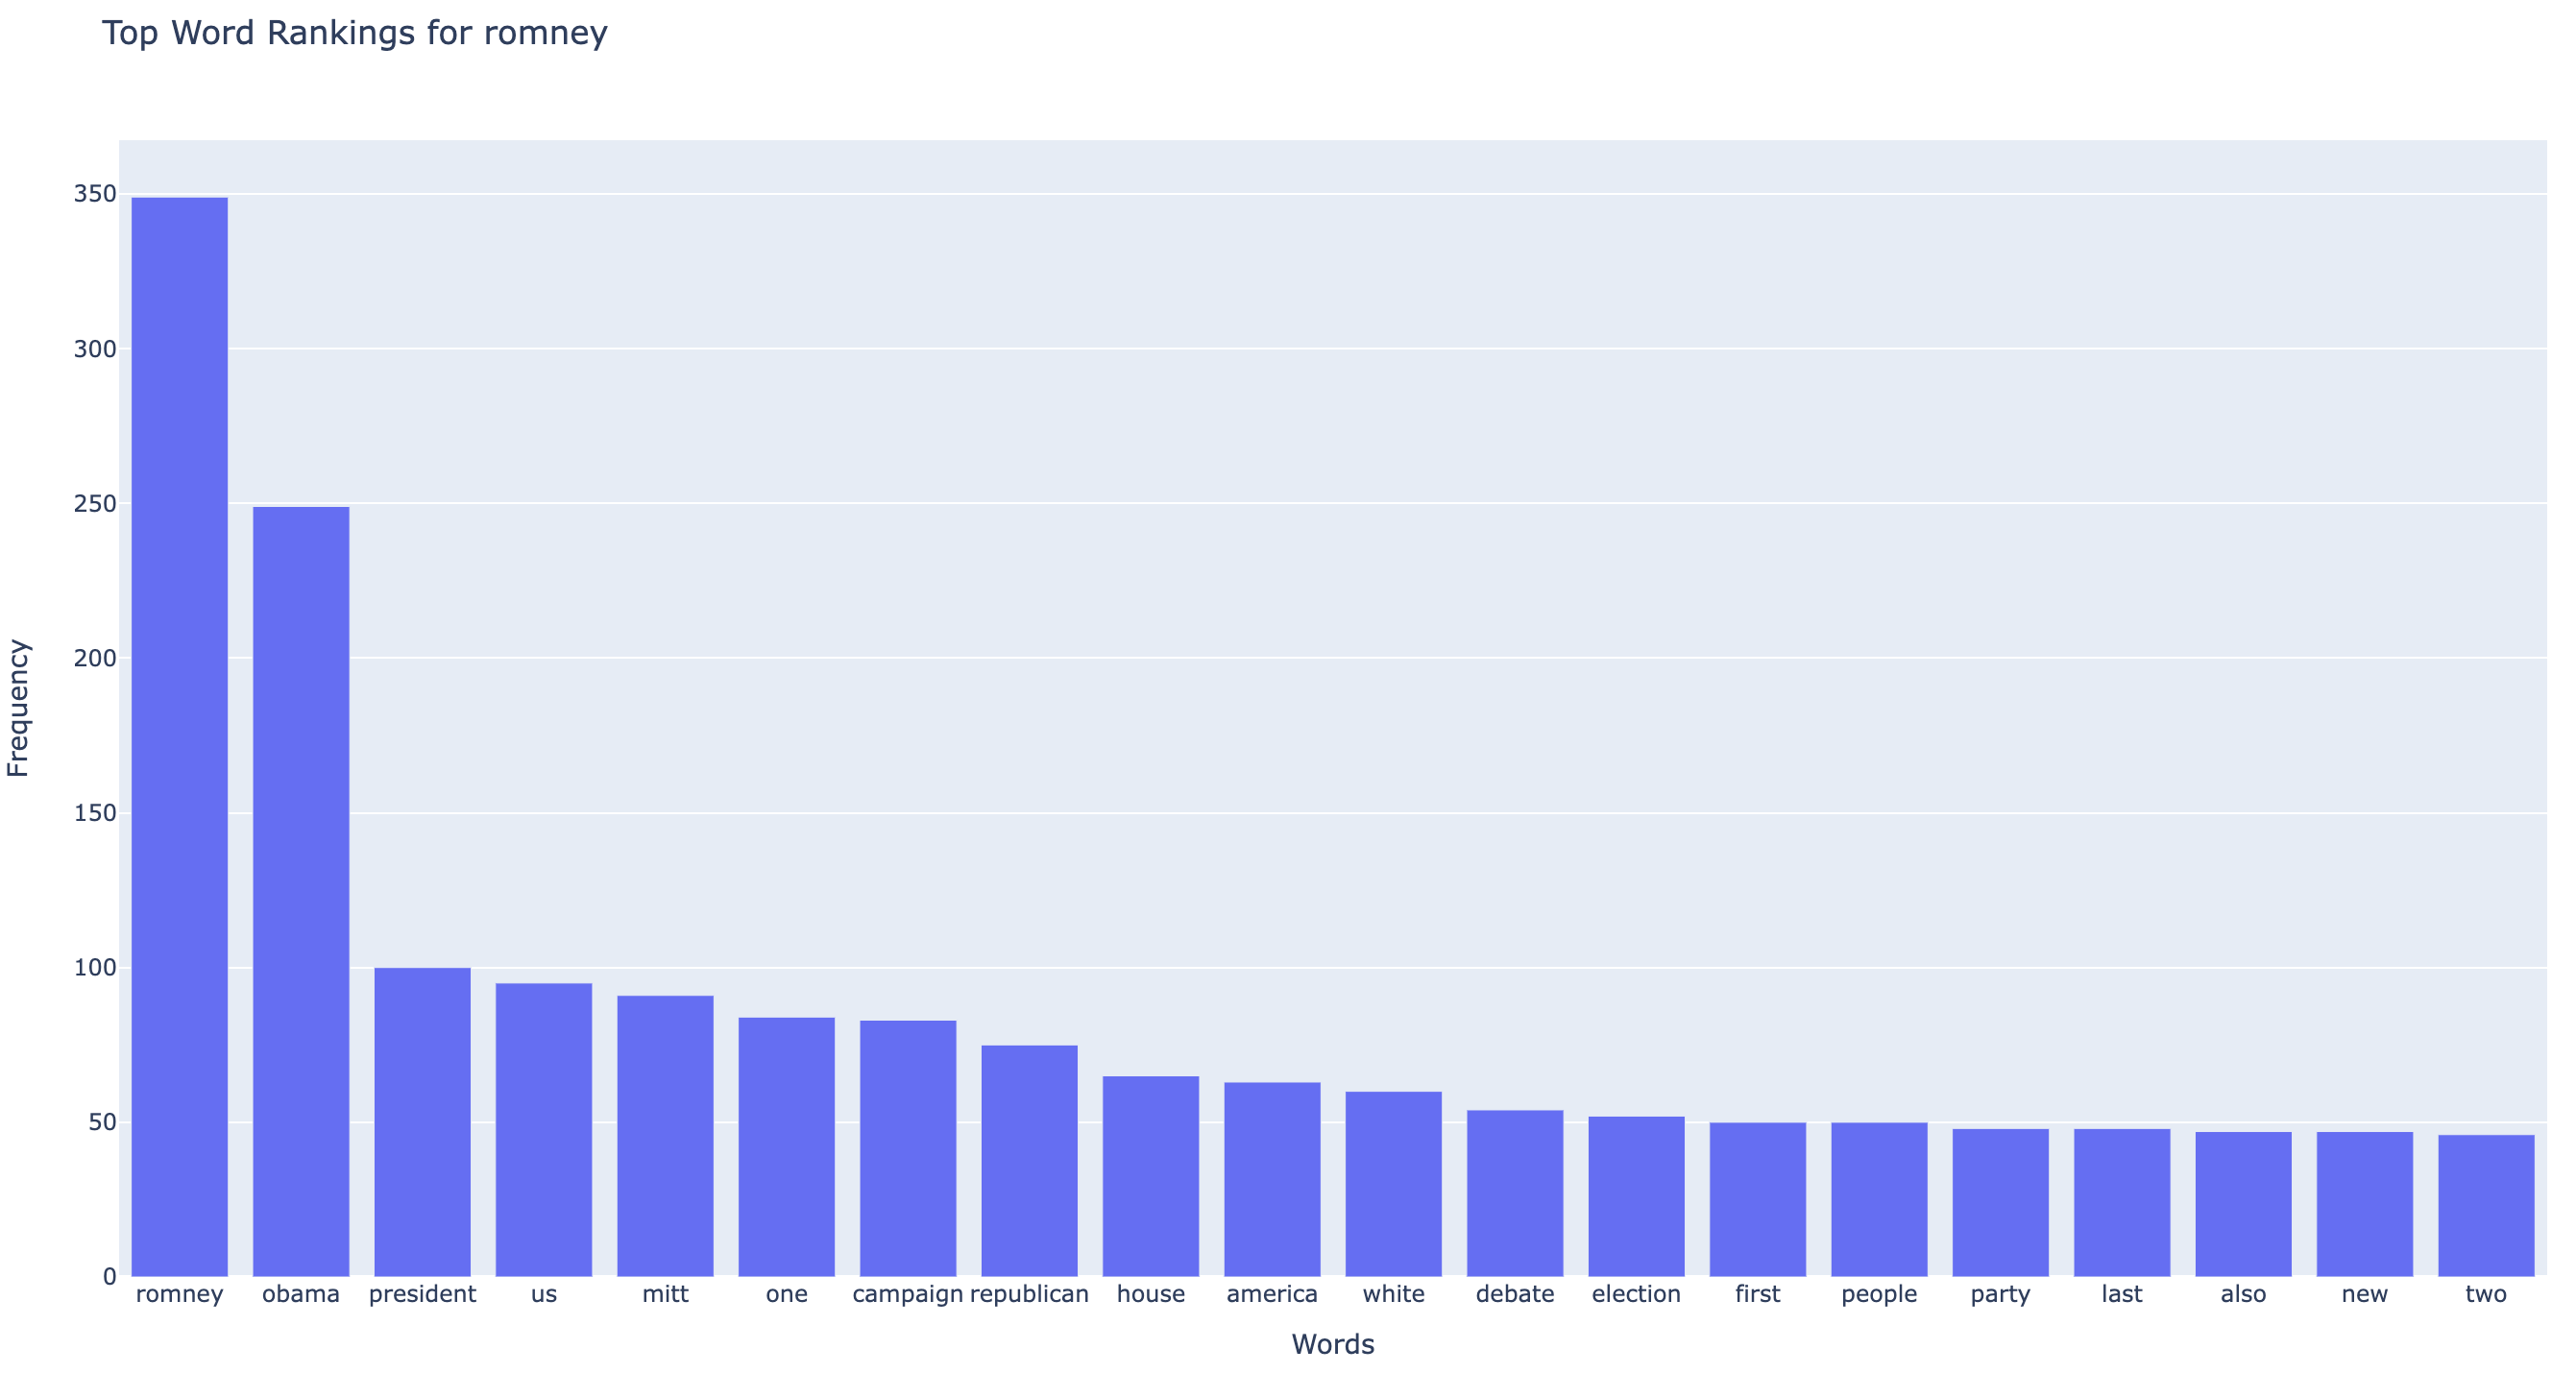 Top Word Rankings for romney
350
300
250
200
150
100
50
0
Frequency
romney obama president us mitt one campaign republican house america white debate election first people party last also new two
Words